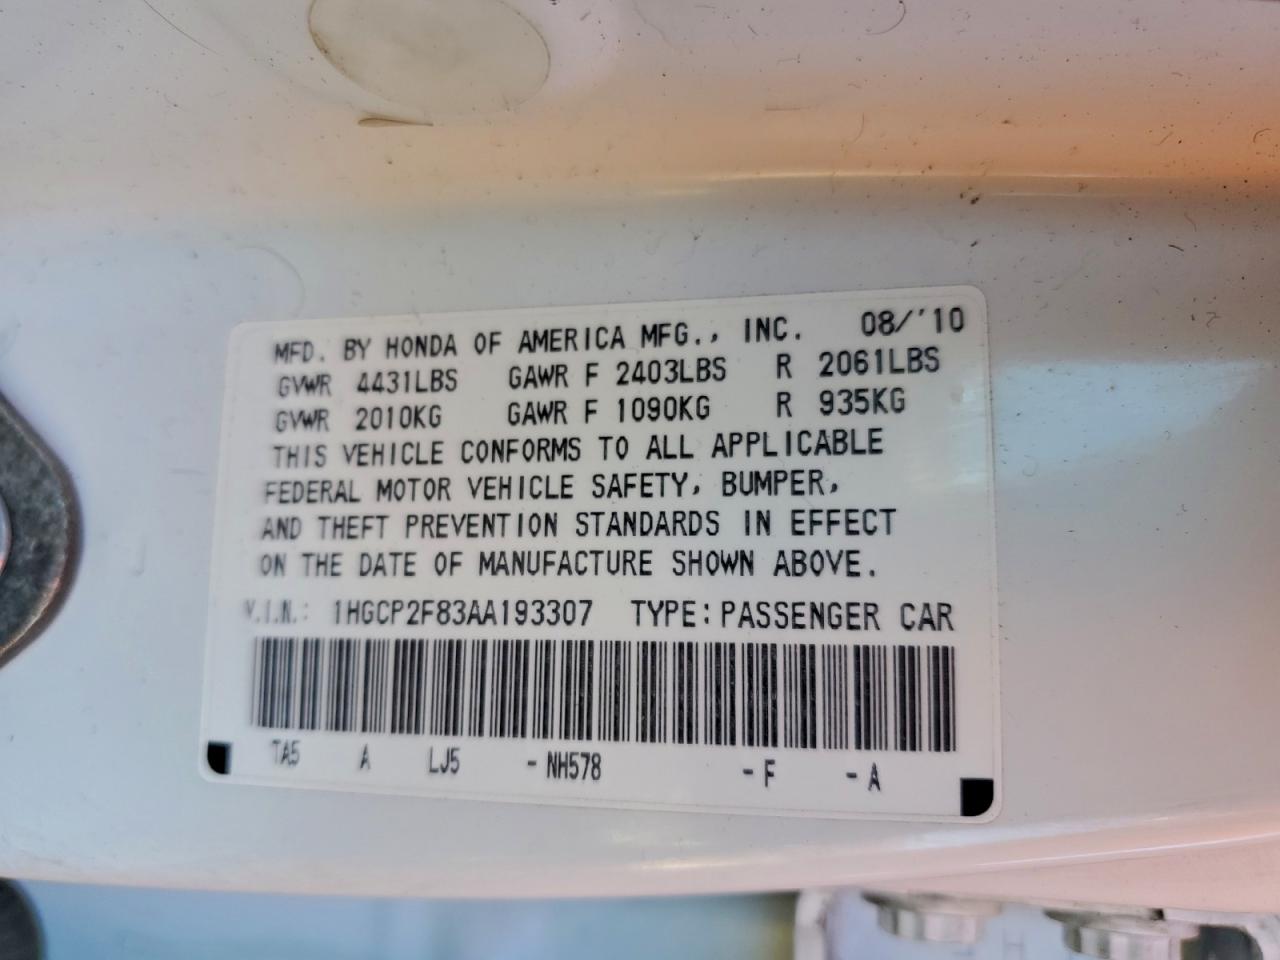 MFD. BY HONDA OF AMERICA MFG., INC. 08/'10
GVWR 4431LBS GAWR F 2403LBS R 2061LBS
GVWR 2010KG GAWR F 1090KG R 935KG
THIS VEHICLE CONFORMS TO ALL APPLICABLE
FEDERAL MOTOR VEHICLE SAFETY, BUMPER,
AND THEFT PREVENTION STANDARDS IN EFFECT
ON THE DATE OF MANUFACTURE SHOWN ABOVE.
V.I.N.: 1HGCP2F83AA193307 TYPE: PASSENGER CAR
TA5 A LJ5 -NH578 -F -A